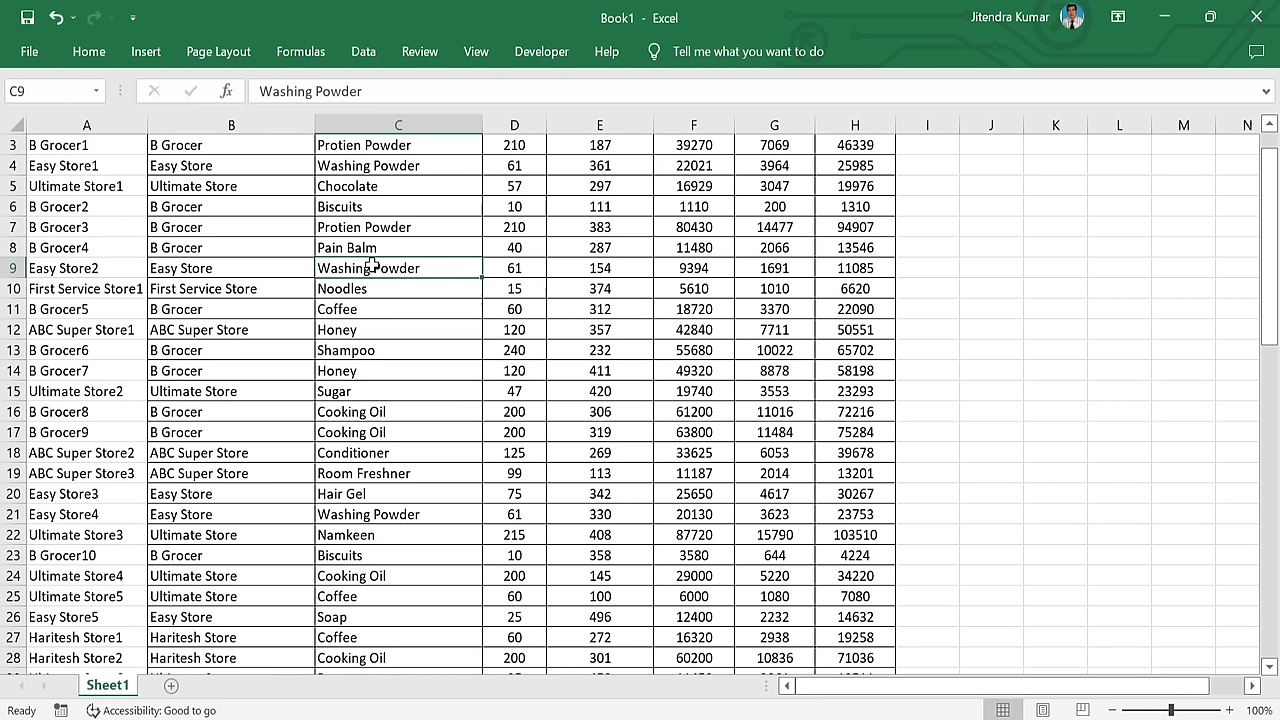 Book1 - Excel
Jitendra Kumar
File Home Insert Page Layout Formulas Data Review View Developer Help Tell me what you want to do
C9 fx Washing Powder
A B C D E F G H I J K L M N
3 B Grocer1 B Grocer Protien Powder 210 187 39270 7069 46339
4 Easy Store1 Easy Store Washing Powder 61 361 22021 3964 25985
5 Ultimate Store1 Ultimate Store Chocolate 57 297 16929 3047 19976
6 B Grocer2 B Grocer Biscuits 10 111 1110 200 1310
7 B Grocer3 B Grocer Protien Powder 210 383 80430 14477 94907
8 B Grocer4 B Grocer Pain Balm 40 287 11480 2066 13546
9 Easy Store2 Easy Store Washing Powder 61 154 9394 1691 11085
10 First Service Store1 First Service Store Noodles 15 374 5610 1010 6620
11 B Grocer5 B Grocer Coffee 60 312 18720 3370 22090
12 ABC Super Store1 ABC Super Store Honey 120 357 42840 7711 50551
13 B Grocer6 B Grocer Shampoo 240 232 55680 10022 65702
14 B Grocer7 B Grocer Honey 120 411 49320 8878 58198
15 Ultimate Store2 Ultimate Store Sugar 47 420 19740 3553 23293
16 B Grocer8 B Grocer Cooking Oil 200 306 61200 11016 72216
17 B Grocer9 B Grocer Cooking Oil 200 319 63800 11484 75284
18 ABC Super Store2 ABC Super Store Conditioner 125 269 33625 6053 39678
19 ABC Super Store3 ABC Super Store Room Freshner 99 113 11187 2014 13201
20 Easy Store3 Easy Store Hair Gel 75 342 25650 4617 30267
21 Easy Store4 Easy Store Washing Powder 61 330 20130 3623 23753
22 Ultimate Store3 Ultimate Store Namkeen 215 408 87720 15790 103510
23 B Grocer10 B Grocer Biscuits 10 358 3580 644 4224
24 Ultimate Store4 Ultimate Store Cooking Oil 200 145 29000 5220 34220
25 Ultimate Store5 Ultimate Store Coffee 60 100 6000 1080 7080
26 Easy Store5 Easy Store Soap 25 496 12400 2232 14632
27 Haritesh Store1 Haritesh Store Coffee 60 272 16320 2938 19258
28 Haritesh Store2 Haritesh Store Cooking Oil 200 301 60200 10836 71036
Sheet1
Ready Accessibility: Good to go 100%